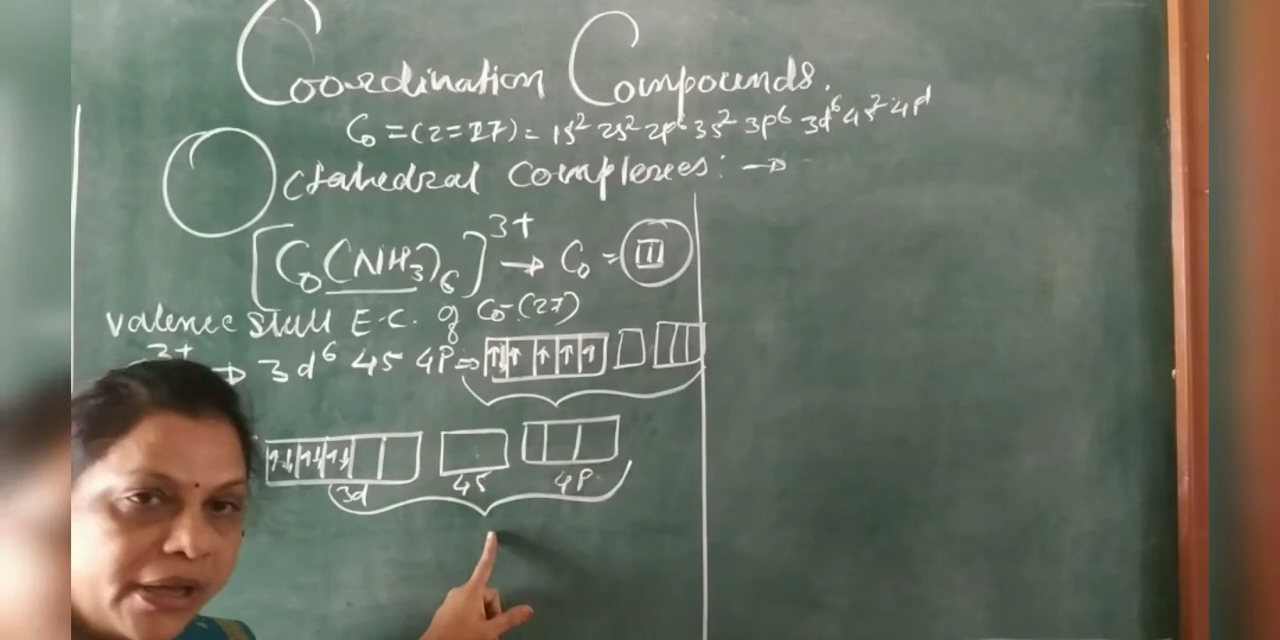 Coordination Compounds.
Co = (Z=27) = 1s² 2s² 2p⁶ 3s² 3p⁶ 3d⁶ 4s² 4p¹
Octahedral complexes: →
[Co(NH₃)₆]³⁺ → Co = III
Valence shell E.C. of Co-(27)
3+ → 3d⁶ 4s 4p ⇒ ↑↓ ↑ ↑ ↑ ↑
↑↓ ↑↓ ↑↓
3d 4s 4p